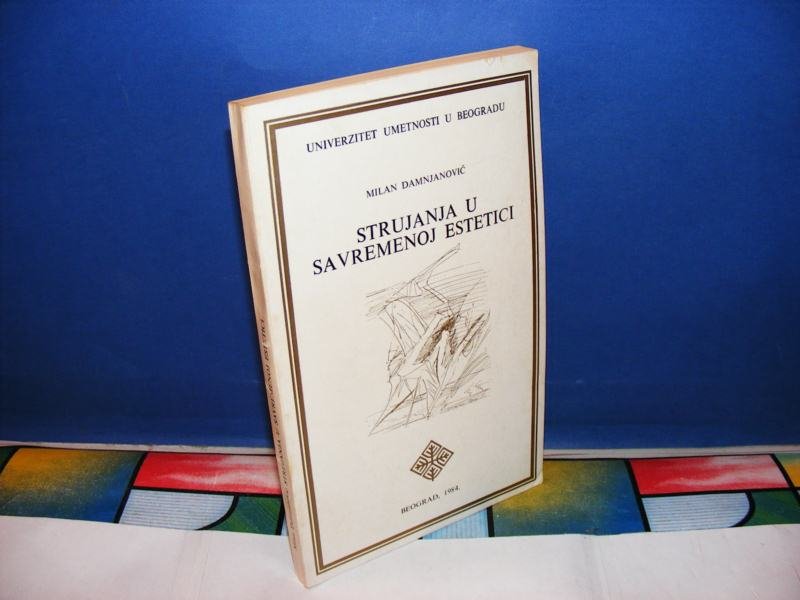 UNIVERZITET UMETNOSTI U BEOGRADU
MILAN DAMNJANOVIĆ
STRUJANJA U
SAVREMENOJ ESTETICI
BEOGRAD, 1984.